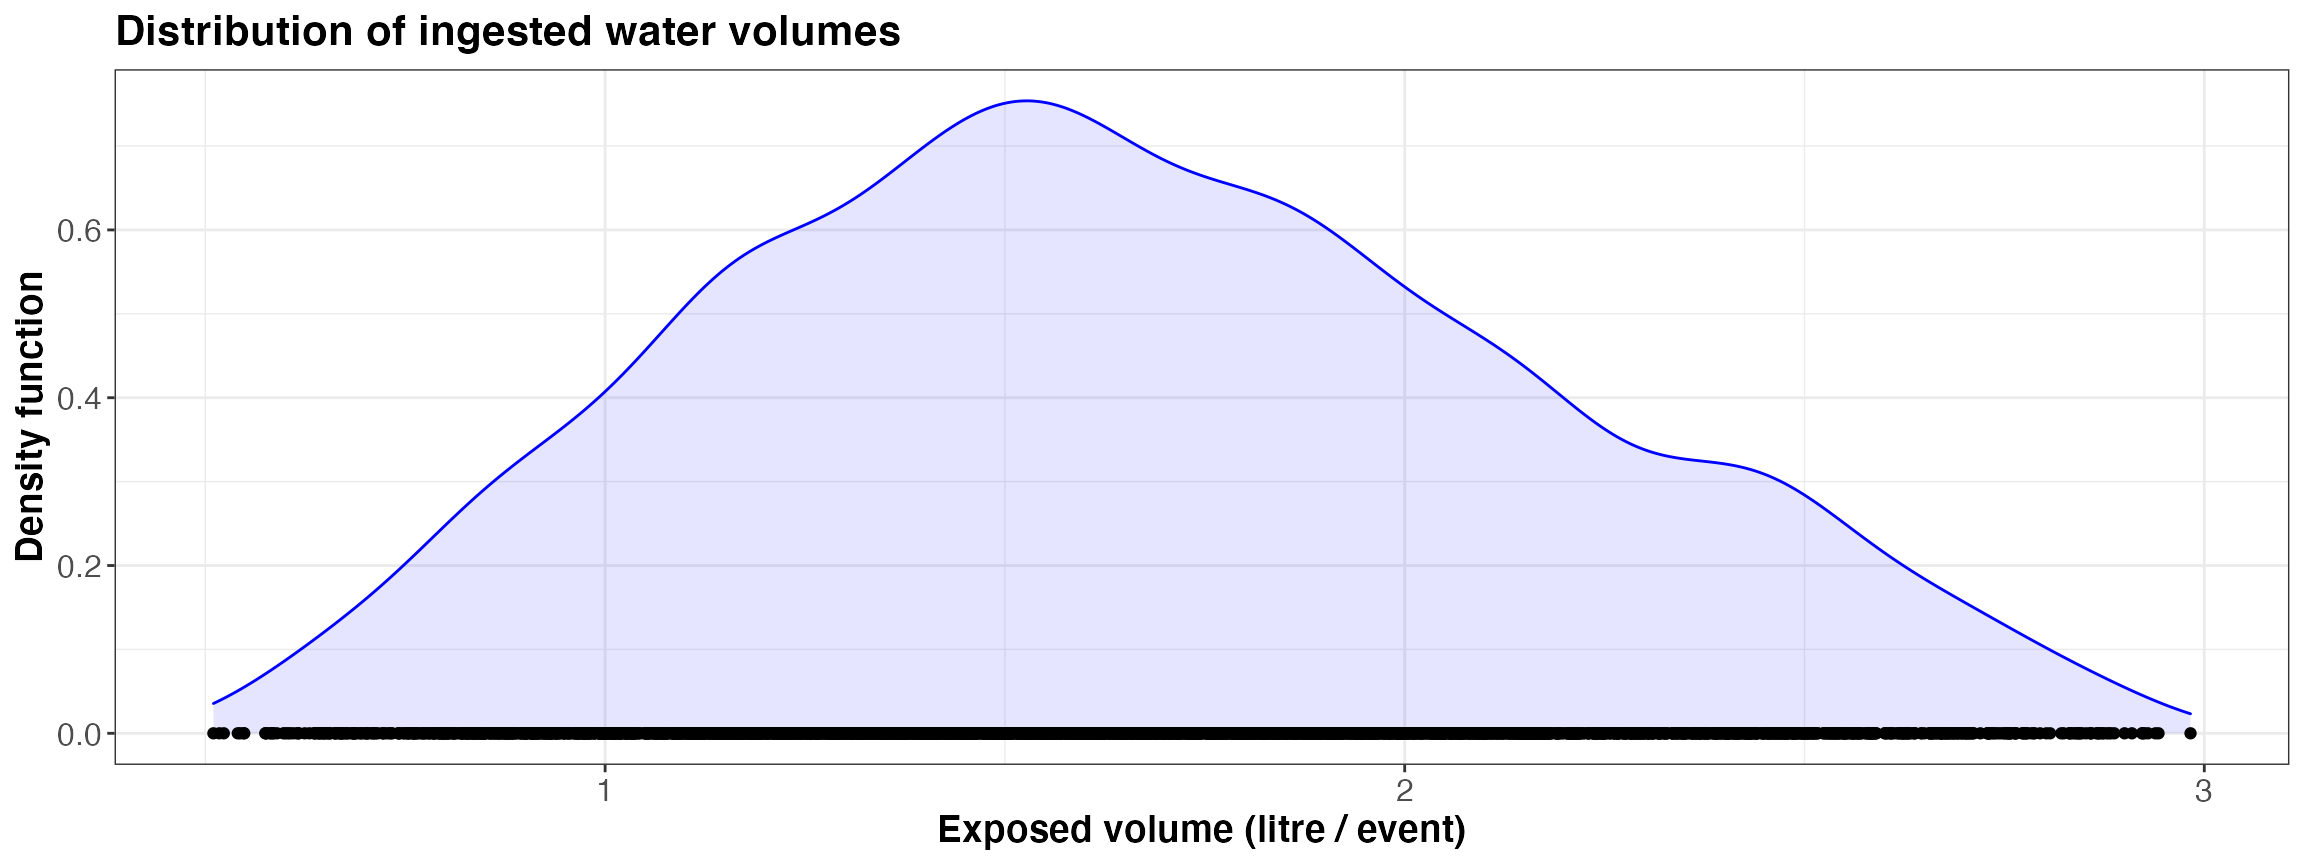 Distribution of ingested water volumes
Density function
0.6
0.4
0.2
0.0
1 2 3
Exposed volume (litre / event)